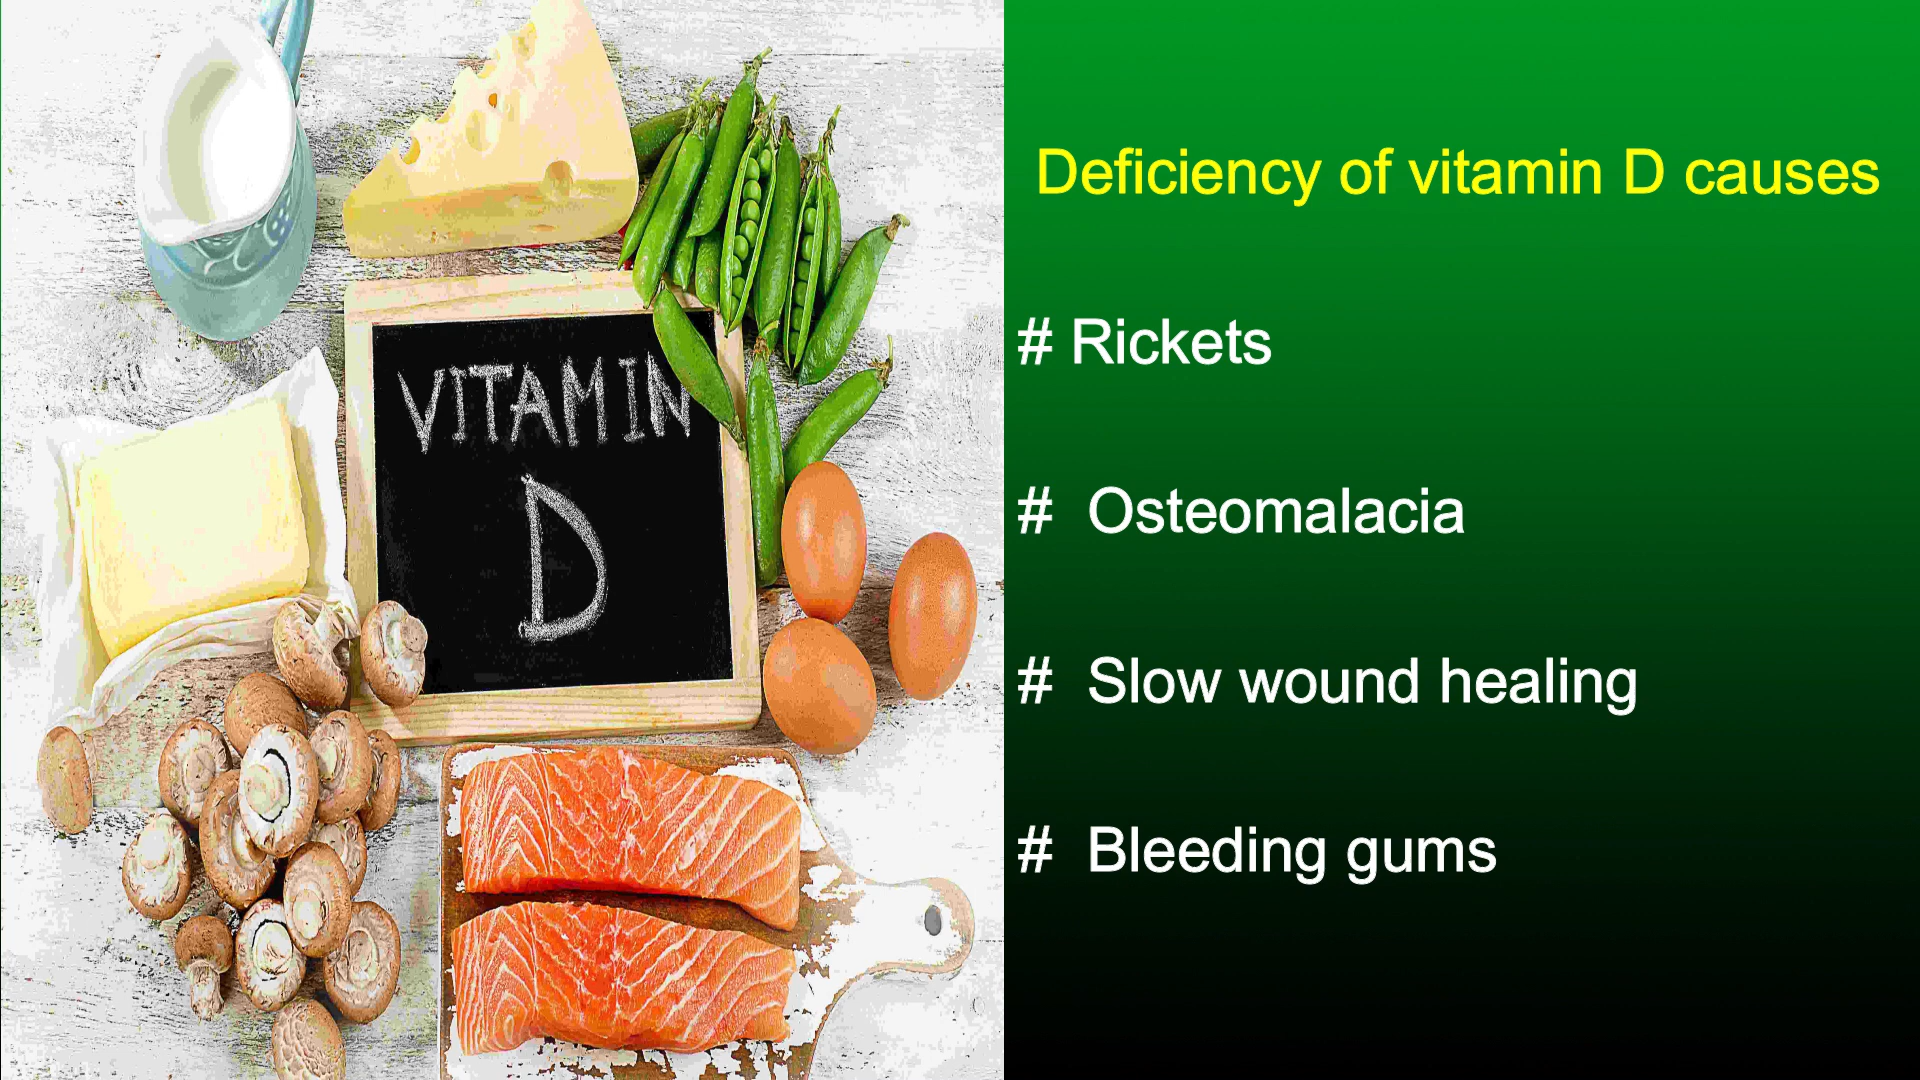 VITAMIN
D
Deficiency of vitamin D causes
# Rickets
#  Osteomalacia
#  Slow wound healing
#  Bleeding gums